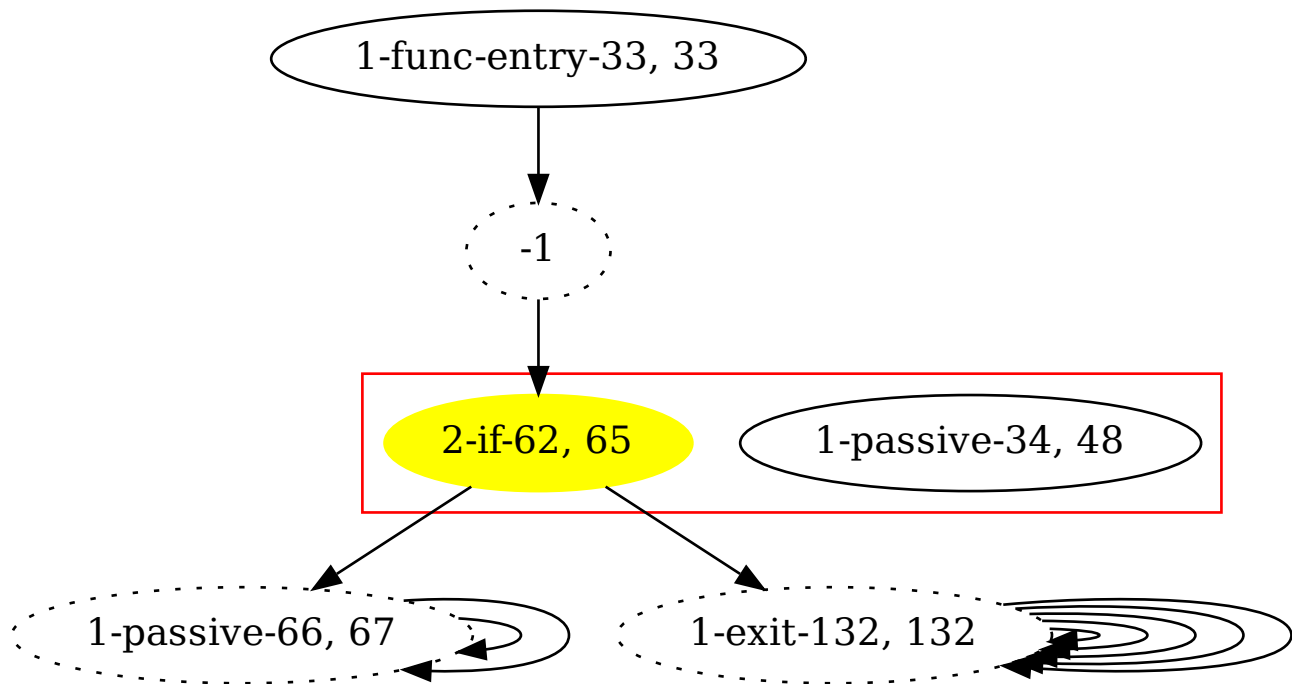 1-func-entry-33, 33
-1
2-if-62, 65
1-passive-34, 48
1-passive-66, 67
1-exit-132, 132